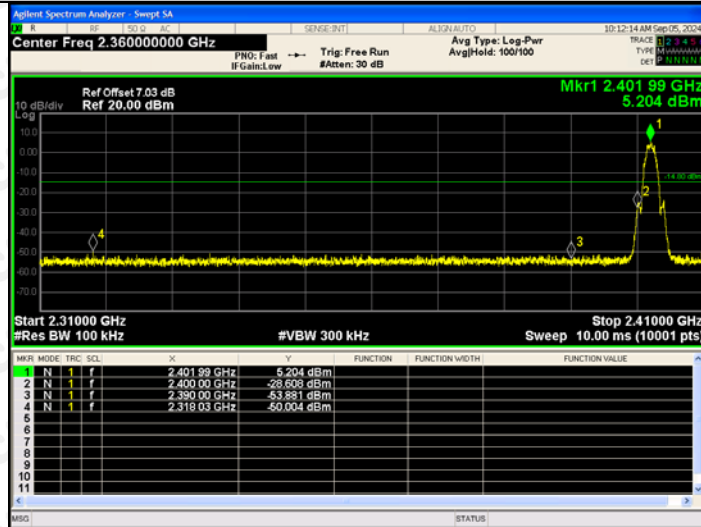 Agilent Spectrum Analyzer - Swept SA
R RF 50 Ω AC SENSE:INT ALIGN AUTO 10:12:14 AM Sep 05, 2024
Center Freq 2.360000000 GHz
PNO: Fast
IFGain:Low
Trig: Free Run
#Atten: 30 dB
Avg Type: Log-Pwr
Avg|Hold: 100/100
TRACE 1 2 3 4 5
TYPE M
DET P N N N N
Mkr1 2.401 99 GHz
5.204 dBm
Ref Offset 7.03 dB
10 dB/div Ref 20.00 dBm
Log
10.0
0.00
-10.0
-20.0
-30.0
-40.0
-50.0
-60.0
-70.0
1
-14.80 dBm
2
3
4
Start 2.31000 GHz Stop 2.41000 GHz
#Res BW 100 kHz #VBW 300 kHz Sweep 10.00 ms (10001 pts)
MKR MODE TRC SCL X Y FUNCTION FUNCTION WIDTH FUNCTION VALUE
1 N 1 f 2.401 99 GHz 5.204 dBm
2 N 1 f 2.400 00 GHz -28.608 dBm
3 N 1 f 2.390 00 GHz -53.881 dBm
4 N 1 f 2.318 03 GHz -50.004 dBm
5
6
7
8
9
10
11
MSG STATUS